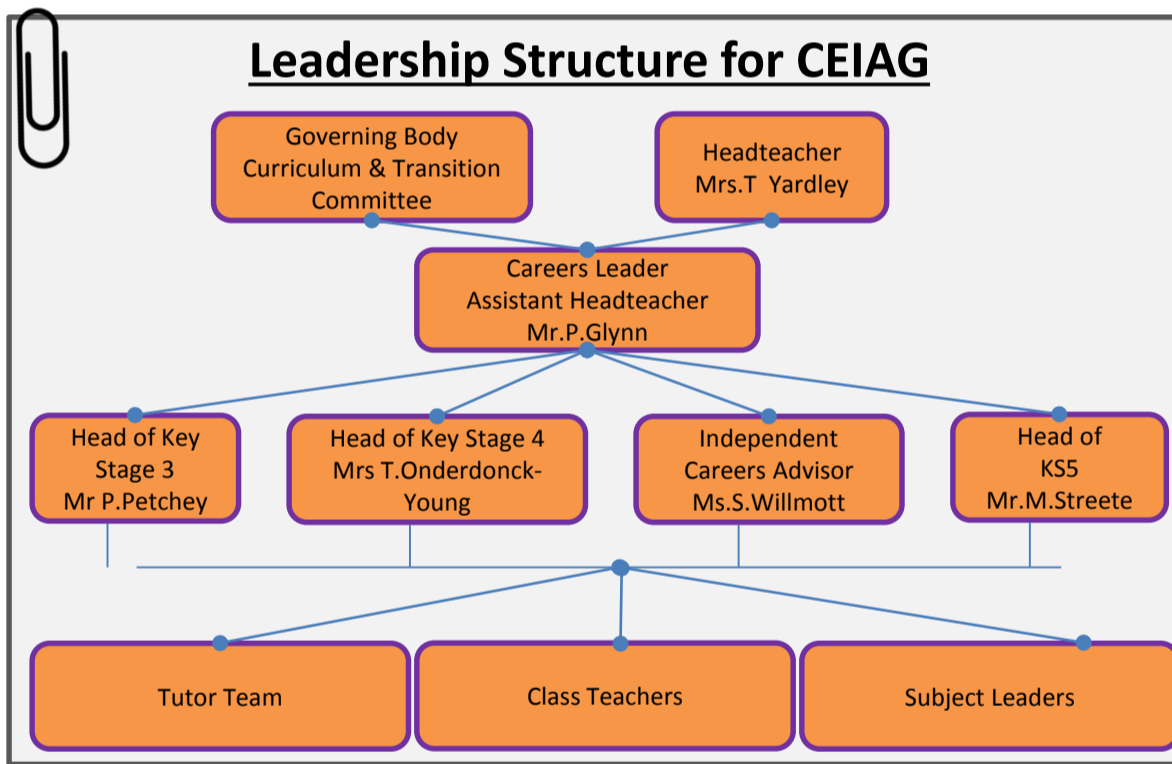 Leadership Structure for CEIAG
Governing Body
Curriculum & Transition
Committee
Headteacher
Mrs.T Yardley
Careers Leader
Assistant Headteacher
Mr.P.Glynn
Head of Key
Stage 3
Mr P.Petchey
Head of Key Stage 4
Mrs T.Onderdonck-
Young
Independent
Careers Advisor
Ms.S.Willmott
Head of
KS5
Mr.M.Streete
Tutor Team
Class Teachers
Subject Leaders